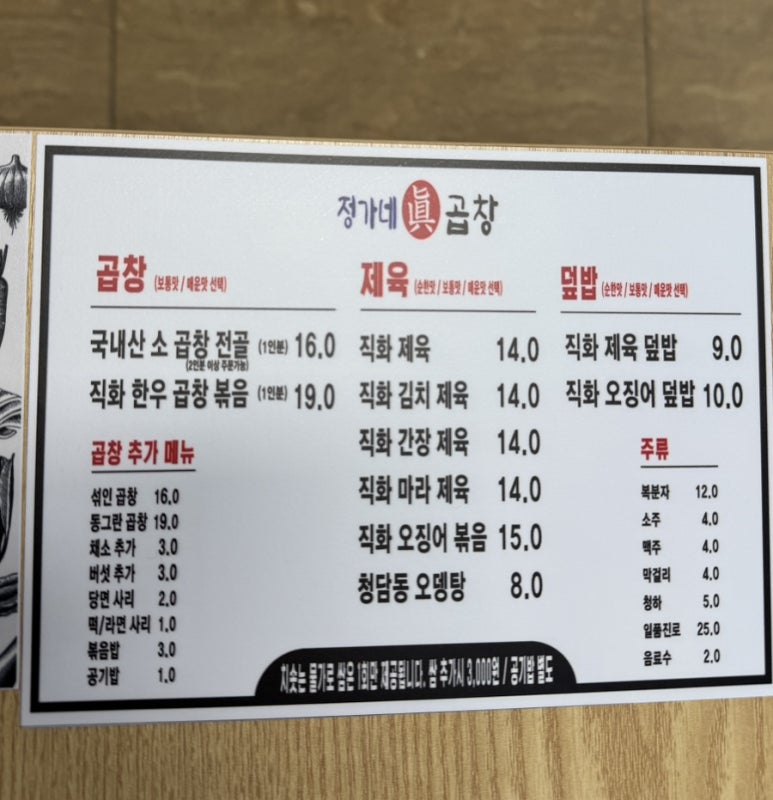 정가네 眞 곱창
곱창 (보통맛 / 매운맛 선택)
국내산 소 곱창 전골 (1인분) 16.0
(2인분 이상 주문가능)
직화 한우 곱창 볶음 (1인분) 19.0
곱창 추가 메뉴
섞인 곱창 16.0
동그란 곱창 19.0
채소 추가 3.0
버섯 추가 3.0
당면 사리 2.0
떡/라면 사리 1.0
볶음밥 3.0
공기밥 1.0
제육 (순한맛 / 보통맛 / 매운맛 선택)
직화 제육 14.0
직화 김치 제육 14.0
직화 간장 제육 14.0
직화 마라 제육 14.0
직화 오징어 볶음 15.0
청담동 오뎅탕 8.0
덮밥 (순한맛 / 보통맛 / 매운맛 선택)
직화 제육 덮밥 9.0
직화 오징어 덮밥 10.0
주류
복분자 12.0
소주 4.0
맥주 4.0
막걸리 4.0
청하 5.0
일품진로 25.0
음료수 2.0
치솟는 물가로 쌈은 1회만 제공됩니다. 쌈 추가시 3,000원 / 공기밥 별도